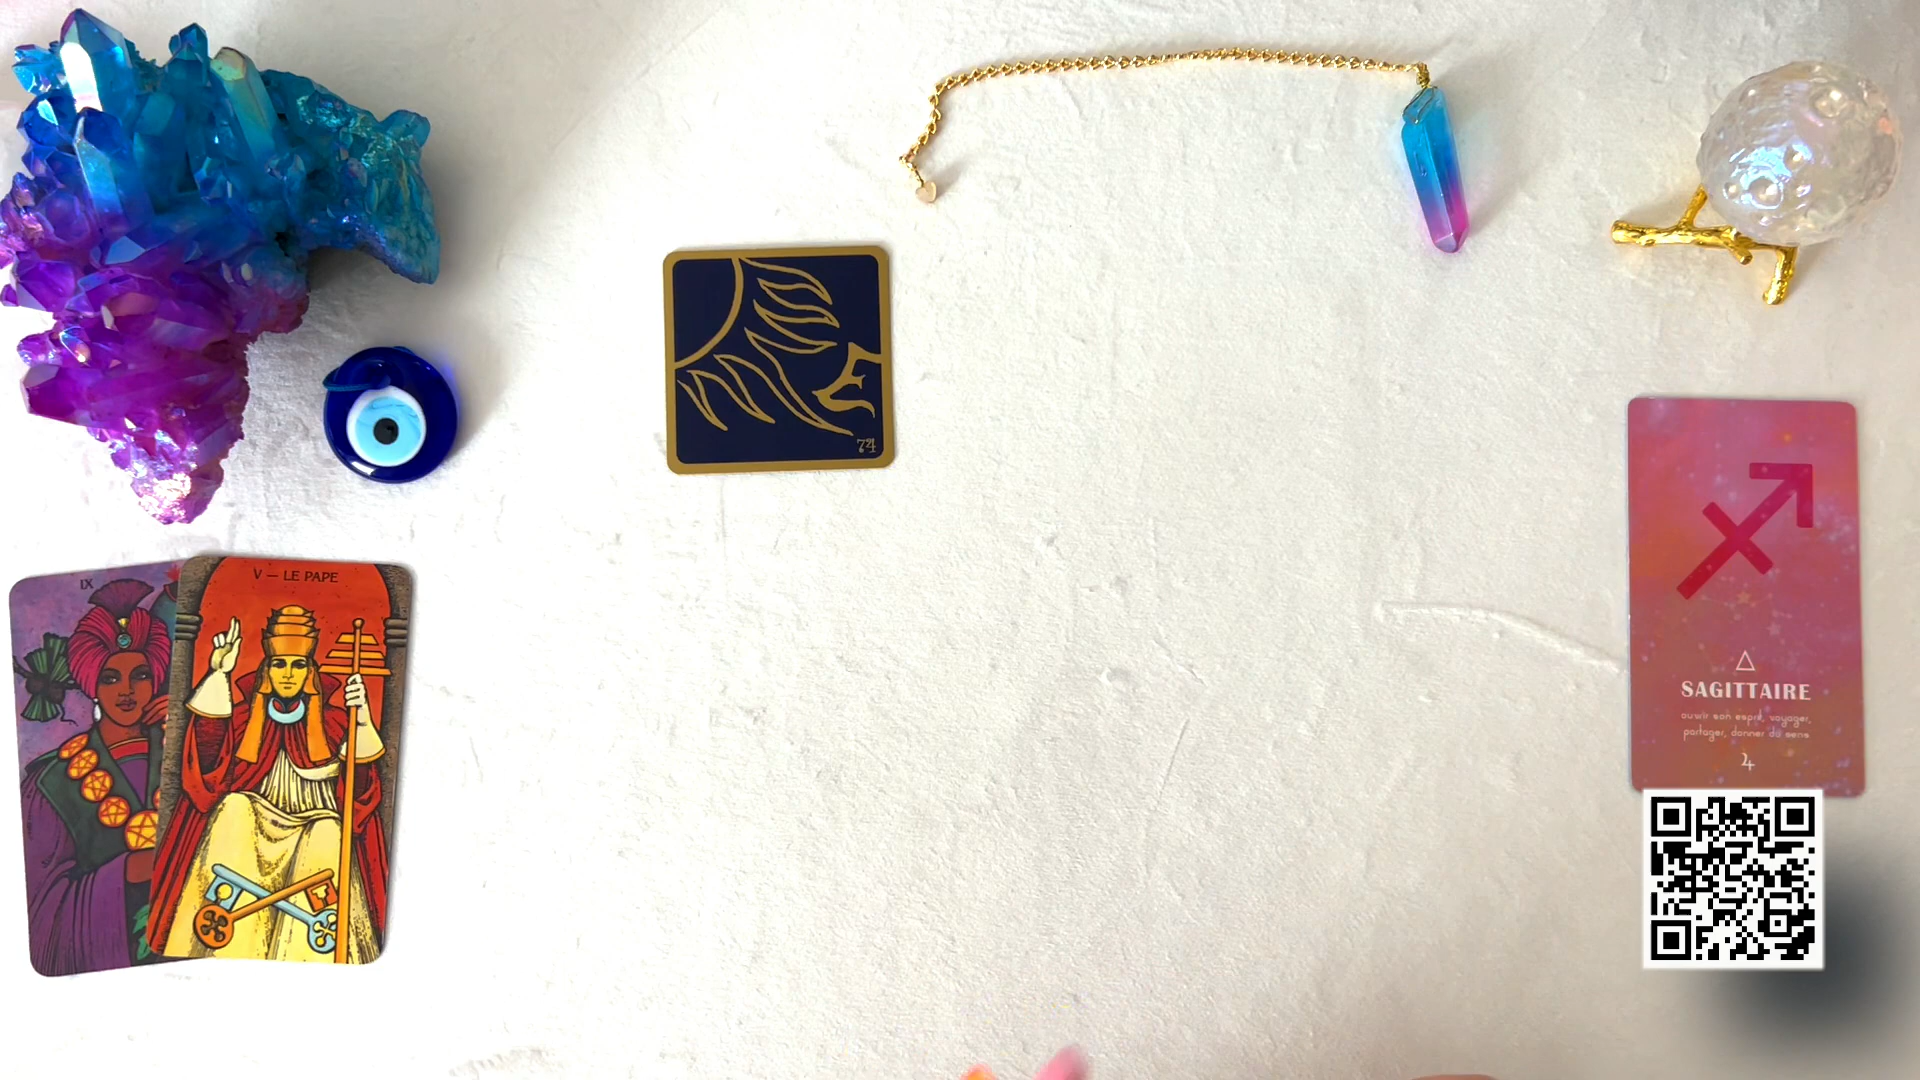 74
IX
V — LE PAPE
SAGITTAIRE
ouvrir son esprit, voyager,
partager, donner du sens